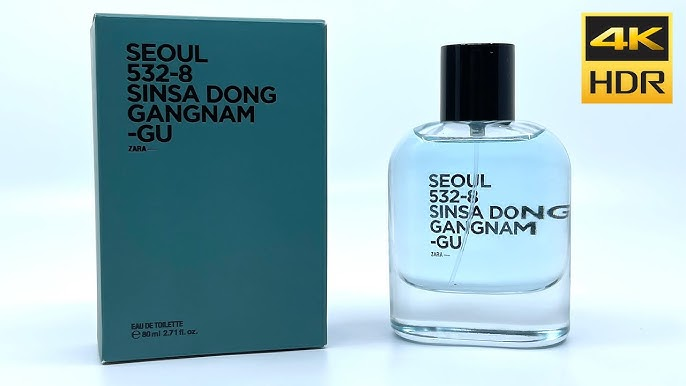 SEOUL
532-8
SINSA DONG
GANGNAM
-GU
ZARA
EAU DE TOILETTE
℮ 80 ml 2.71 fl. oz.
SEOUL
532-8
SINSA DONG
GANGNAM
-GU
ZARA
4K
HDR